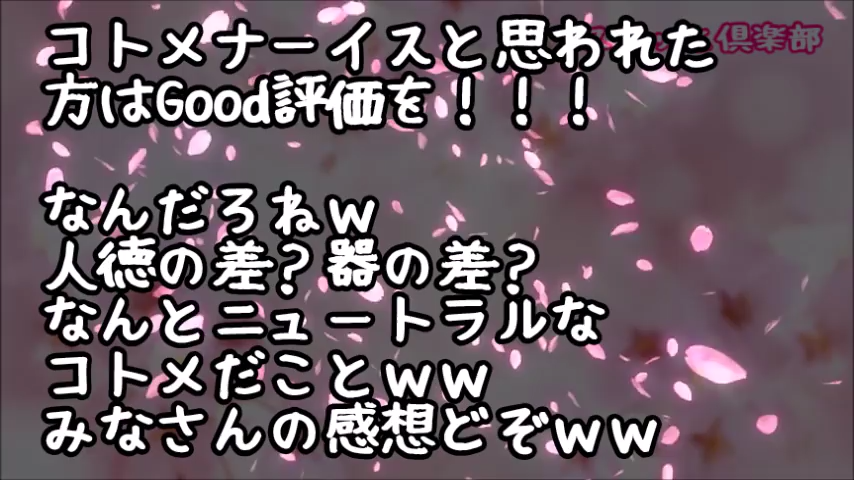 コトメナーイスと思われた
方はGood評価を！！！
倶楽部
なんだろねｗ
人徳の差？器の差？
なんとニュートラルな
コトメだことｗｗ
みなさんの感想どぞｗｗ